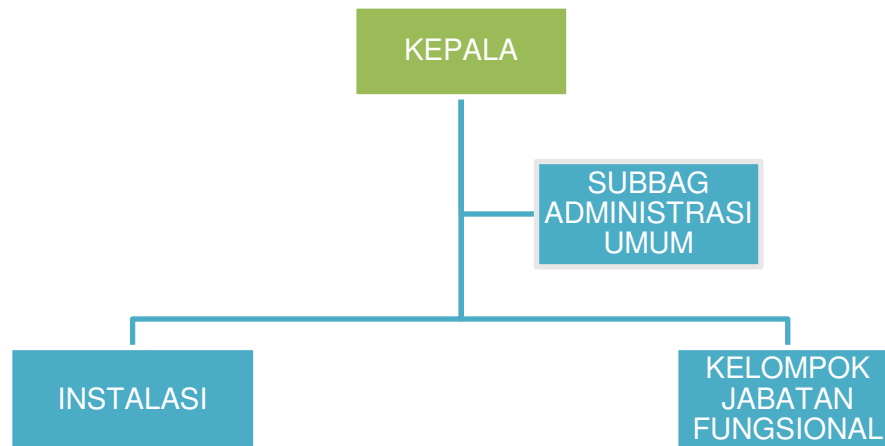 KEPALA
SUBBAG
ADMINISTRASI
UMUM
INSTALASI
KELOMPOK
JABATAN
FUNGSIONAL